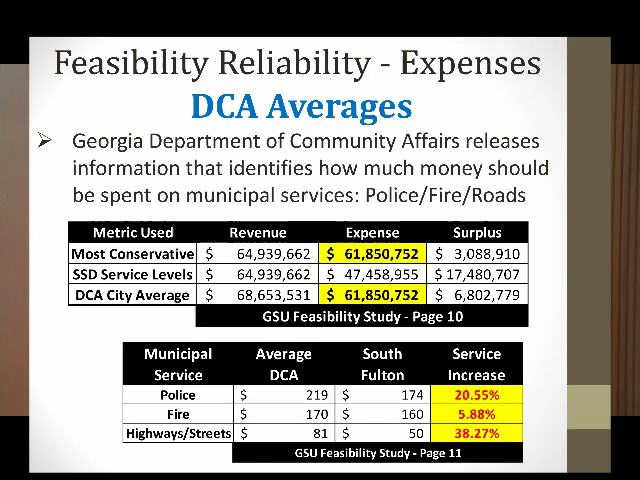 Feasibility Reliability - Expenses
DCA Averages
➢ Georgia Department of Community Affairs releases
information that identifies how much money should
be spent on municipal services: Police/Fire/Roads
Metric Used Revenue Expense Surplus
Most Conservative $ 64,939,662 $ 61,850,752 $ 3,088,910
SSD Service Levels $ 64,939,662 $ 47,458,955 $ 17,480,707
DCA City Average $ 68,653,531 $ 61,850,752 $ 6,802,779
GSU Feasibility Study - Page 10
Municipal Average South Service
Service DCA Fulton Increase
Police $ 219 $ 174 20.55%
Fire $ 170 $ 160 5.88%
Highways/Streets $ 81 $ 50 38.27%
GSU Feasibility Study - Page 11